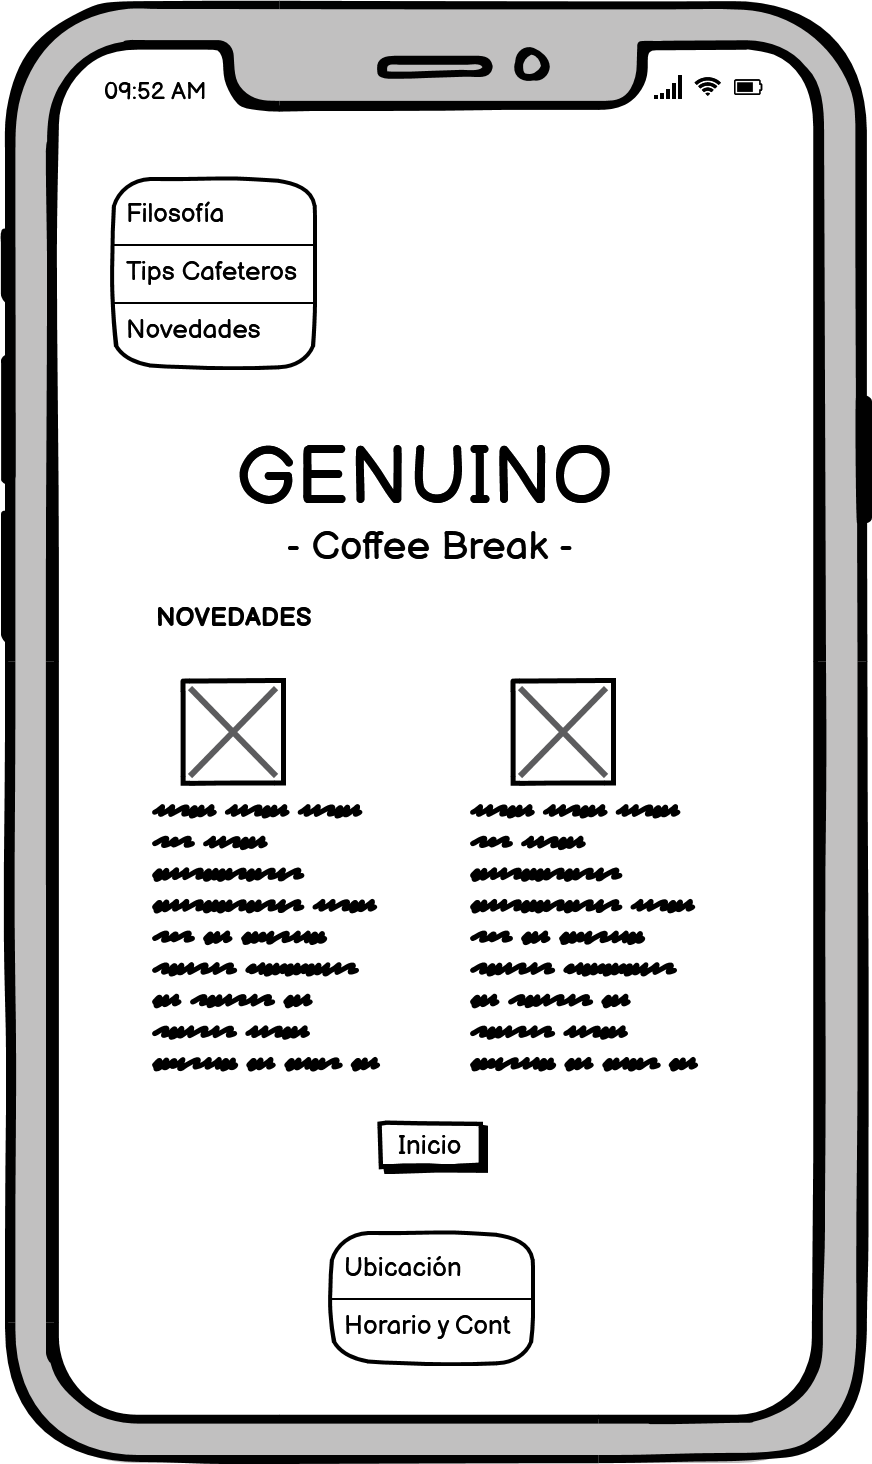 09:52 AM
Filosofía
Tips Cafeteros
Novedades
GENUINO
- Coffee Break -
NOVEDADES
Inicio
Ubicación
Horario y Cont